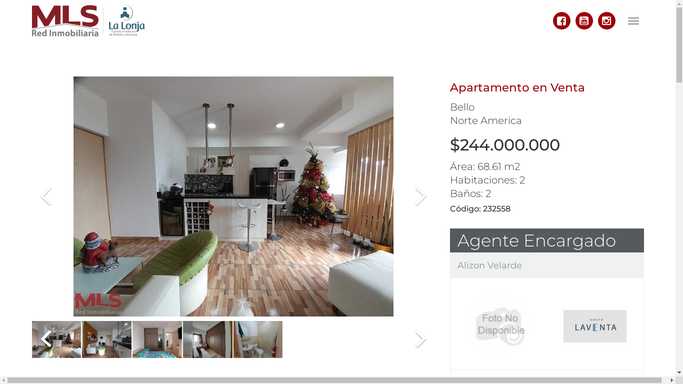 MLS
Red Inmobiliaria
La Lonja
Apartamento en Venta
Bello
Norte America
$244.000.000
Área: 68.61 m2
Habitaciones: 2
Baños: 2
Código: 232558
MLS
Red Inmobiliaria
Agente Encargado
Alizon Velarde
Foto No
Disponible
LAVENTA